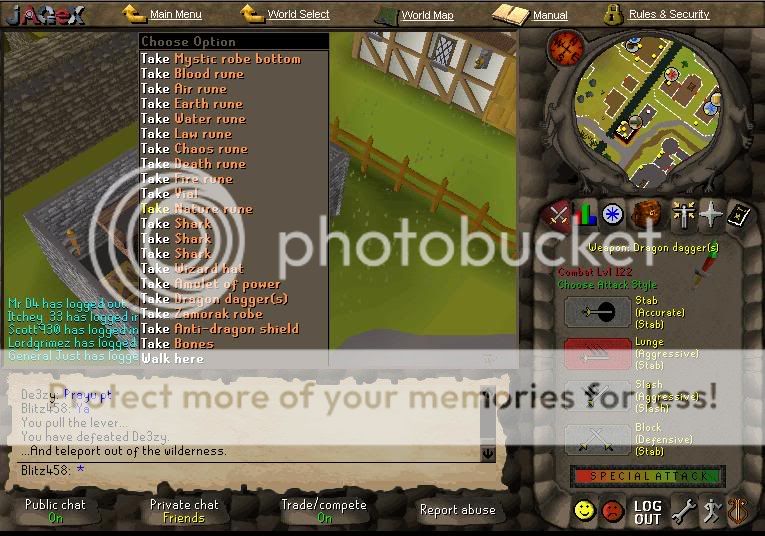 JAGeX Main Menu World Select World Map Manual Rules & Security
Choose Option
Take Mystic robe bottom
Take Blood rune
Take Air rune
Take Earth rune
Take Water rune
Take Law rune
Take Chaos rune
Take Death rune
Take Fire rune
Take Vial
Take Nature rune
Take Shark
Take Shark
Take Shark
Take Wizard hat
Take Amulet of power
Take Dragon dagger(s)
Take Zamorak robe
Take Anti-dragon shield
Take Bones
Walk here
Mr D4 has logged out.
Itchey 33 has logged in
Scott930 has logged in
Lordgrimez has logged
General Just has logge
photobucket
Protect more of your memories for less!
De3zy: Pray upt
Blitz458: Ya
You pull the lever...
You have defeated De3zy.
...And teleport out of the wilderness.
Blitz458: *
Public chat
On
Private chat
Friends
Trade/compete
On
Report abuse
Weapon: Dragon dagger(s)
Combat Lvl 122
Choose Attack Style
Stab
(Accurate)
(Stab)
Lunge
(Aggressive)
(Stab)
Slash
(Aggressive)
(Slash)
Block
(Defensive)
(Stab)
SPECIAL ATTACK
LOG
OUT